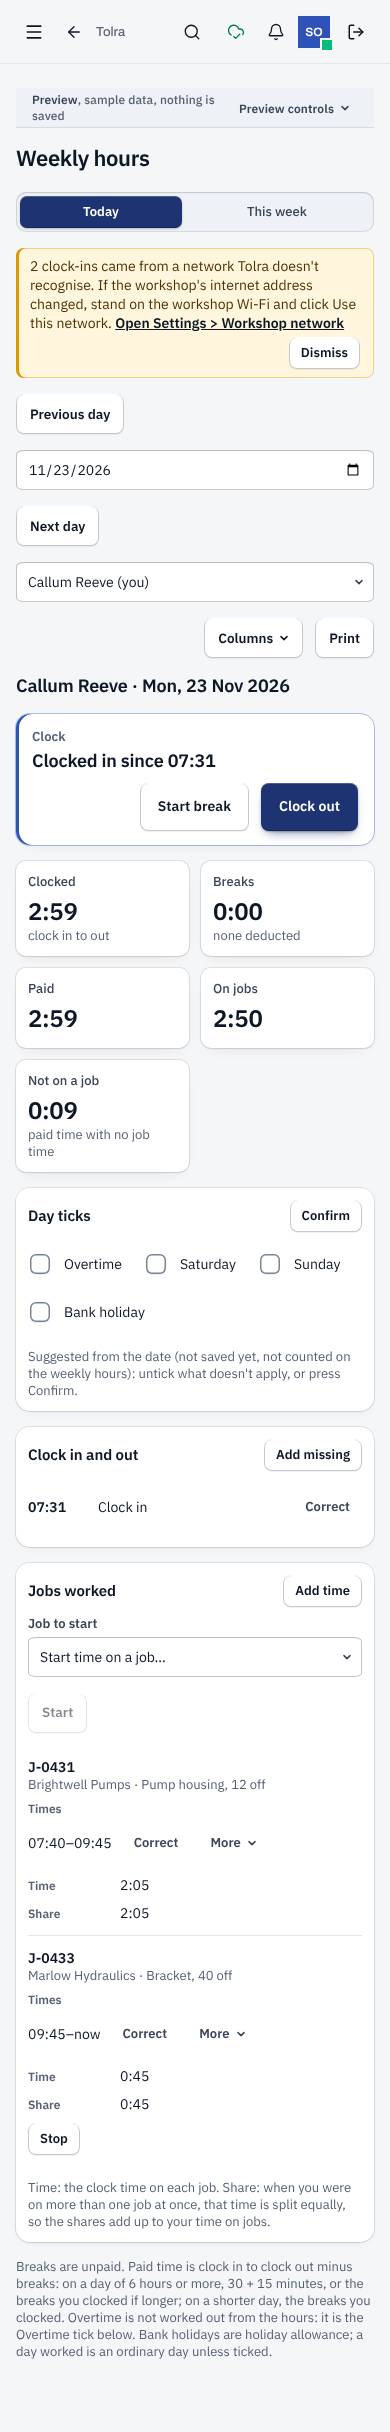 Tolra
SO
Preview, sample data, nothing is
saved
Preview controls
Weekly hours
Today
This week
2 clock-ins came from a network Tolra doesn't
recognise. If the workshop's internet address
changed, stand on the workshop Wi-Fi and click Use
this network. Open Settings > Workshop network
Dismiss
Previous day
11/23/2026
Next day
Callum Reeve (you)
Columns
Print
Callum Reeve · Mon, 23 Nov 2026
Clock
Clocked in since 07:31
Start break
Clock out
Clocked
2:59
clock in to out
Breaks
0:00
none deducted
Paid
2:59
On jobs
2:50
Not on a job
0:09
paid time with no job
time
Day ticks
Confirm
Overtime
Saturday
Sunday
Bank holiday
Suggested from the date (not saved yet, not counted on
the weekly hours): untick what doesn't apply, or press
Confirm.
Clock in and out
Add missing
07:31
Clock in
Correct
Jobs worked
Add time
Job to start
Start time on a job...
Start
J-0431
Brightwell Pumps · Pump housing, 12 off
Times
07:40–09:45
Correct
More
Time
2:05
Share
2:05
J-0433
Marlow Hydraulics · Bracket, 40 off
Times
09:45–now
Correct
More
Time
0:45
Share
0:45
Stop
Time: the clock time on each job. Share: when you were
on more than one job at once, that time is split equally,
so the shares add up to your time on jobs.
Breaks are unpaid. Paid time is clock in to clock out minus
breaks: on a day of 6 hours or more, 30 + 15 minutes, or the
breaks you clocked if longer; on a shorter day, the breaks you
clocked. Overtime is not worked out from the hours: it is the
Overtime tick below. Bank holidays are holiday allowance; a
day worked is an ordinary day unless ticked.